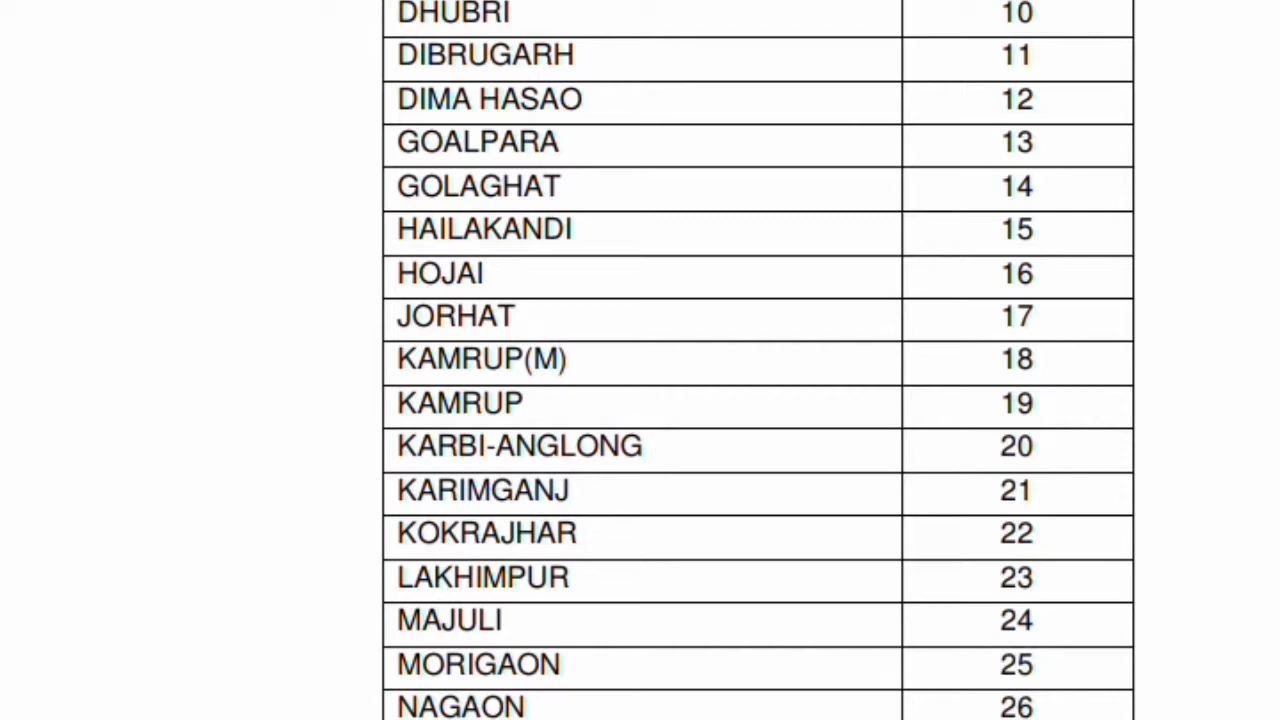 DHUBRI 10
DIBRUGARH 11
DIMA HASAO 12
GOALPARA 13
GOLAGHAT 14
HAILAKANDI 15
HOJAI 16
JORHAT 17
KAMRUP(M) 18
KAMRUP 19
KARBI-ANGLONG 20
KARIMGANJ 21
KOKRAJHAR 22
LAKHIMPUR 23
MAJULI 24
MORIGAON 25
NAGAON 26